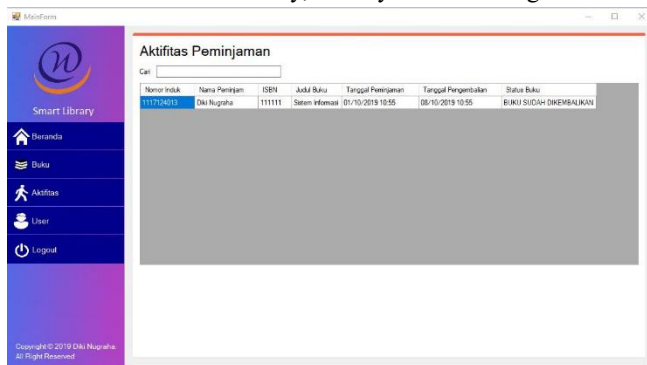 MainForm
Smart Library
Beranda
Buku
Aktifitas
User
Logout
Copyright © 2019 Diki Nugraha.
All Right Reserved
Aktifitas Peminjaman
Cari
Nomor Induk Nama Peminjam ISBN Judul Buku Tanggal Peminjaman Tanggal Pengembalian Status Buku
1117124013 Diki Nugraha 111111 Sistem Informasi 01/10/2019 10:55 08/10/2019 10:55 BUKU SUDAH DIKEMBALIKAN